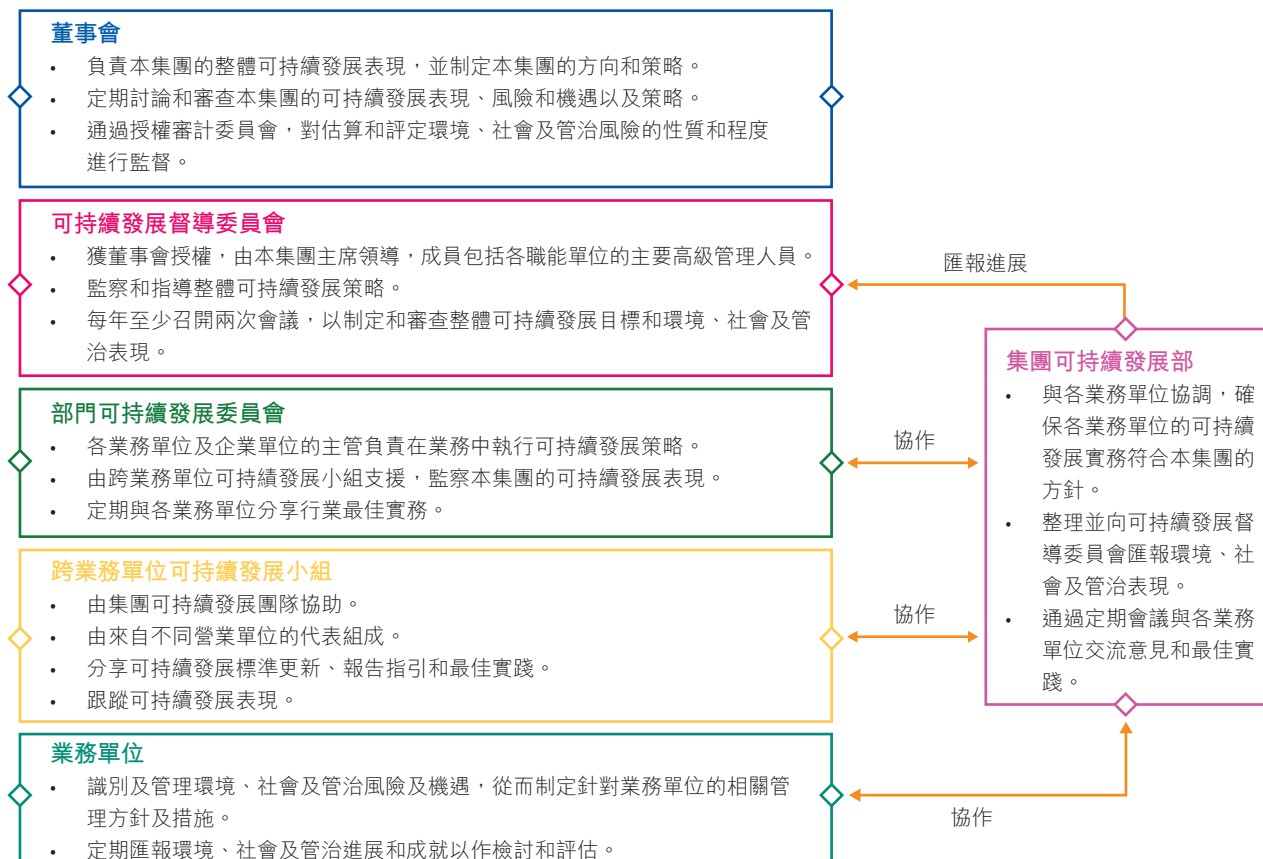 董事會
• 負責本集團的整體可持續發展表現，並制定本集團的方向和策略。
• 定期討論和審查本集團的可持續發展表現、風險和機遇以及策略。
• 通過授權審計委員會，對估算和評定環境、社會及管治風險的性質和程度
進行監督。
可持續發展督導委員會
• 獲董事會授權，由本集團主席領導，成員包括各職能單位的主要高級管理人員。
• 監察和指導整體可持續發展策略。
• 每年至少召開兩次會議，以制定和審查整體可持續發展目標和環境、社會及管
治表現。
匯報進展
部門可持續發展委員會
• 各業務單位及企業單位的主管負責在業務中執行可持續發展策略。
• 由跨業務單位可持績發展小組支援，監察本集團的可持續發展表現。
• 定期與各業務單位分享行業最佳實務。
協作
跨業務單位可持續發展小組
• 由集團可持續發展團隊協助。
• 由來自不同營業單位的代表組成。
• 分享可持續發展標準更新、報告指引和最佳實踐。
• 跟蹤可持續發展表現。
協作
業務單位
• 識別及管理環境、社會及管治風險及機遇，從而制定針對業務單位的相關管
理方針及措施。
• 定期匯報環境、社會及管治進展和成就以作檢討和評估。
協作
集團可持續發展部
• 與各業務單位協調，確
保各業務單位的可持續
發展實務符合本集團的
方針。
• 整理並向可持續發展督
導委員會匯報環境、社
會及管治表現。
• 通過定期會議與各業務
單位交流意見和最佳實
踐。